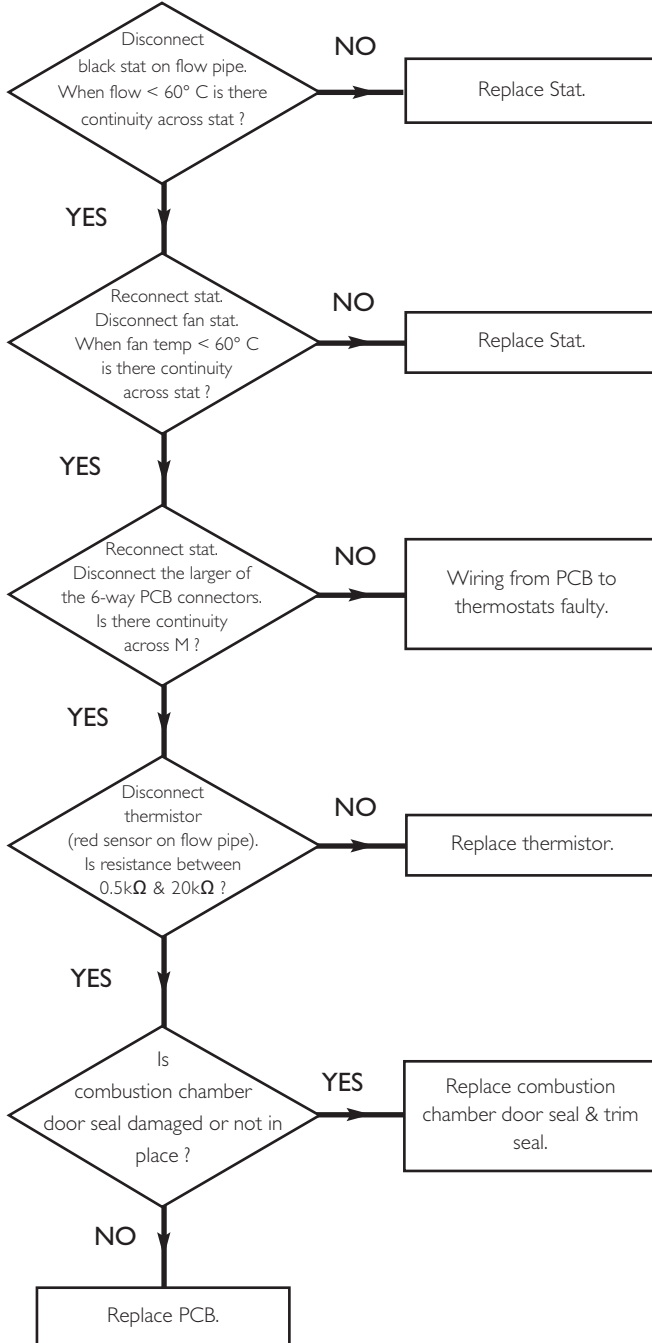 Disconnect
black stat on flow pipe.
When flow < 60° C is there
continuity across stat ?
NO
Replace Stat.
YES
Reconnect stat.
Disconnect fan stat.
When fan temp < 60° C
is there continuity
across stat ?
NO
Replace Stat.
YES
Reconnect stat.
Disconnect the larger of
the 6-way PCB connectors.
Is there continuity
across M ?
NO
Wiring from PCB to
thermostats faulty.
YES
Disconnect
thermistor
(red sensor on flow pipe).
Is resistance between
0.5kΩ & 20kΩ ?
NO
Replace thermistor.
YES
Is
combustion chamber
door seal damaged or not in
place ?
YES
Replace combustion
chamber door seal & trim
seal.
NO
Replace PCB.